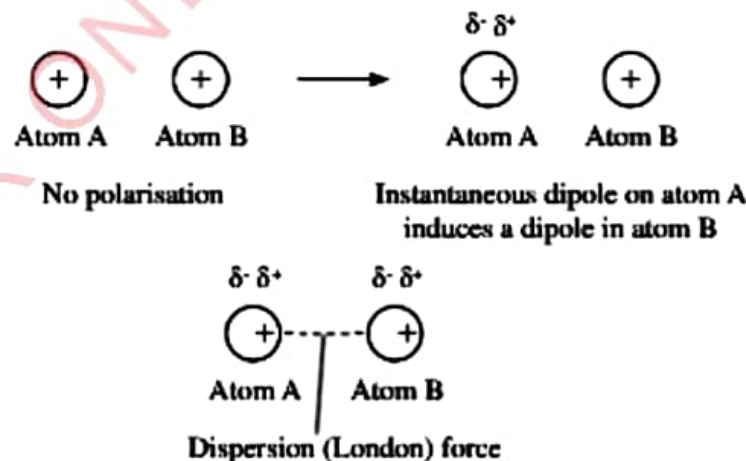 ON
δ- δ+
+ + + +
Atom A Atom B Atom A Atom B
No polarisation Instantaneous dipole on atom A
induces a dipole in atom B
δ- δ+ δ- δ+
+ +
Atom A Atom B
Dispersion (London) force